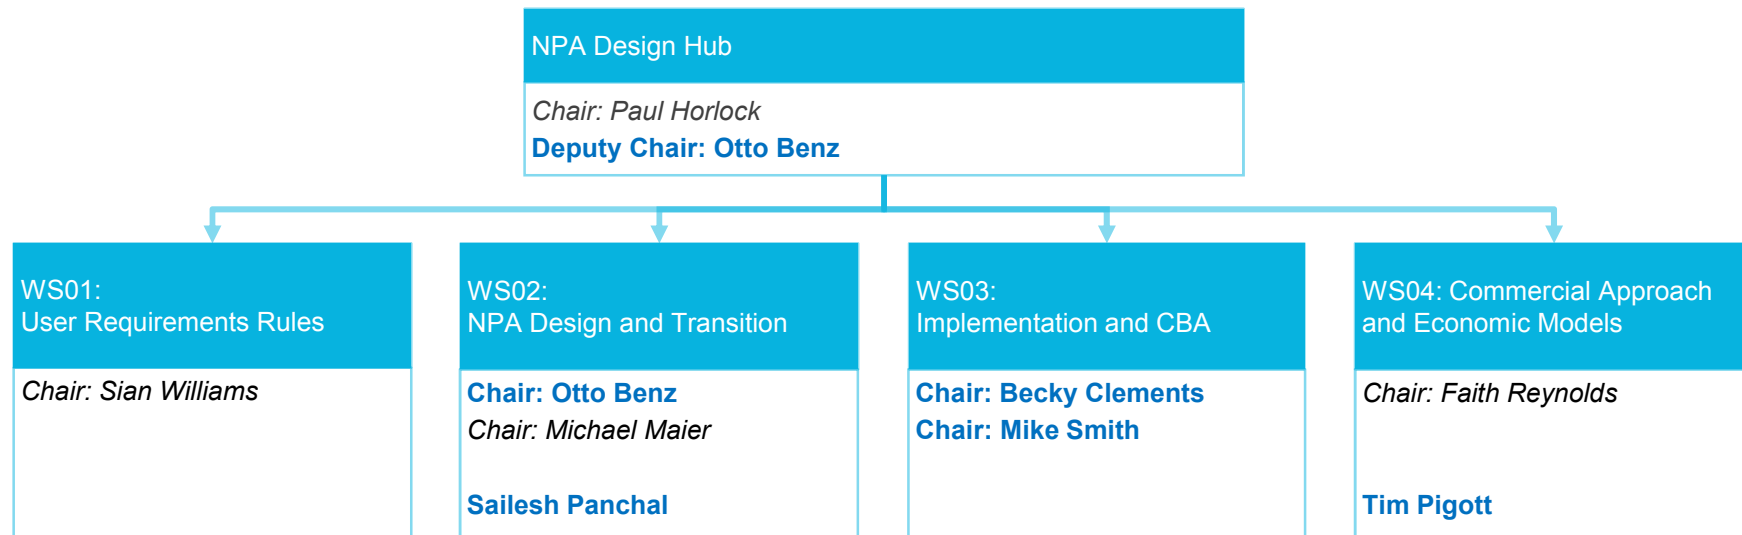 NPA Design Hub
Chair: Paul Horlock
Deputy Chair: Otto Benz
WS01:
User Requirements Rules
Chair: Sian Williams
WS02:
NPA Design and Transition
Chair: Otto Benz
Chair: Michael Maier
Sailesh Panchal
WS03:
Implementation and CBA
Chair: Becky Clements
Chair: Mike Smith
WS04: Commercial Approach
and Economic Models
Chair: Faith Reynolds
Tim Pigott